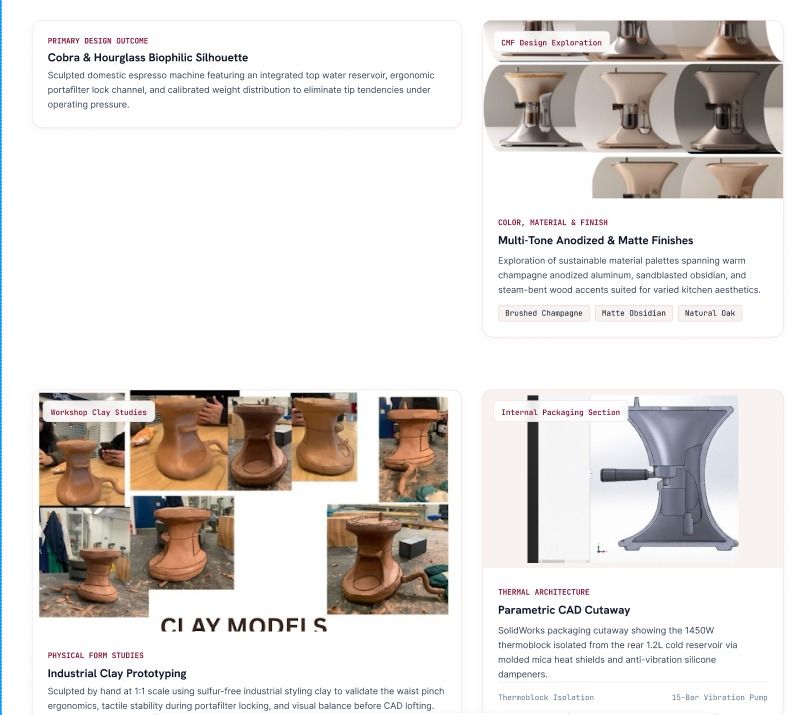 PRIMARY DESIGN OUTCOME
Cobra & Hourglass Biophilic Silhouette
Sculpted domestic espresso machine featuring an integrated top water reservoir, ergonomic
portafilter lock channel, and calibrated weight distribution to eliminate tip tendencies under
operating pressure.
CMF Design Exploration
COLOR, MATERIAL & FINISH
Multi-Tone Anodized & Matte Finishes
Exploration of sustainable material palettes spanning warm
champagne anodized aluminum, sandblasted obsidian, and
steam-bent wood accents suited for varied kitchen aesthetics.
Brushed Champagne
Matte Obsidian
Natural Oak
Workshop Clay Studies
CLAY MODELS
PHYSICAL FORM STUDIES
Industrial Clay Prototyping
Sculpted by hand at 1:1 scale using sulfur-free industrial styling clay to validate the waist pinch
ergonomics, tactile stability during portafilter locking, and visual balance before CAD lofting.
Internal Packaging Section
THERMAL ARCHITECTURE
Parametric CAD Cutaway
SolidWorks packaging cutaway showing the 1450W
thermoblock isolated from the rear 1.2L cold reservoir via
molded mica heat shields and anti-vibration silicone
dampeners.
Thermoblock Isolation
15-Bar Vibration Pump